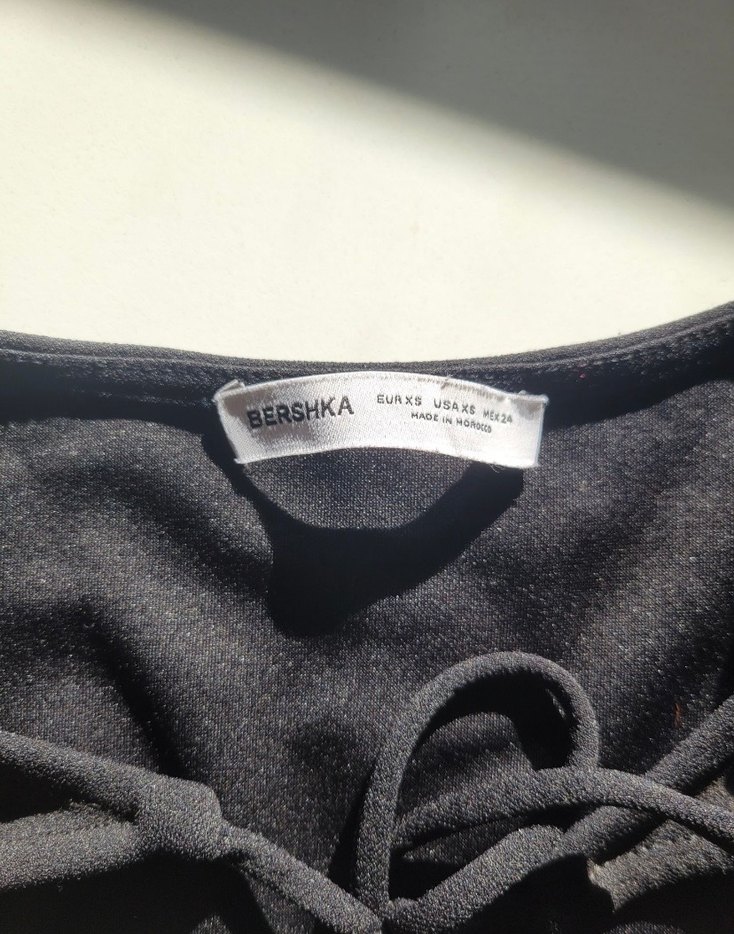 BERSHKA EUR XS USA XS MEX 24
MADE IN MOROCCO